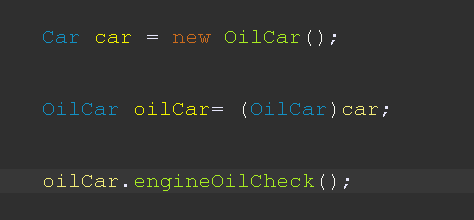 Car car = new OilCar();
OilCar oilCar= (OilCar)car;
oilCar.engineOilCheck();